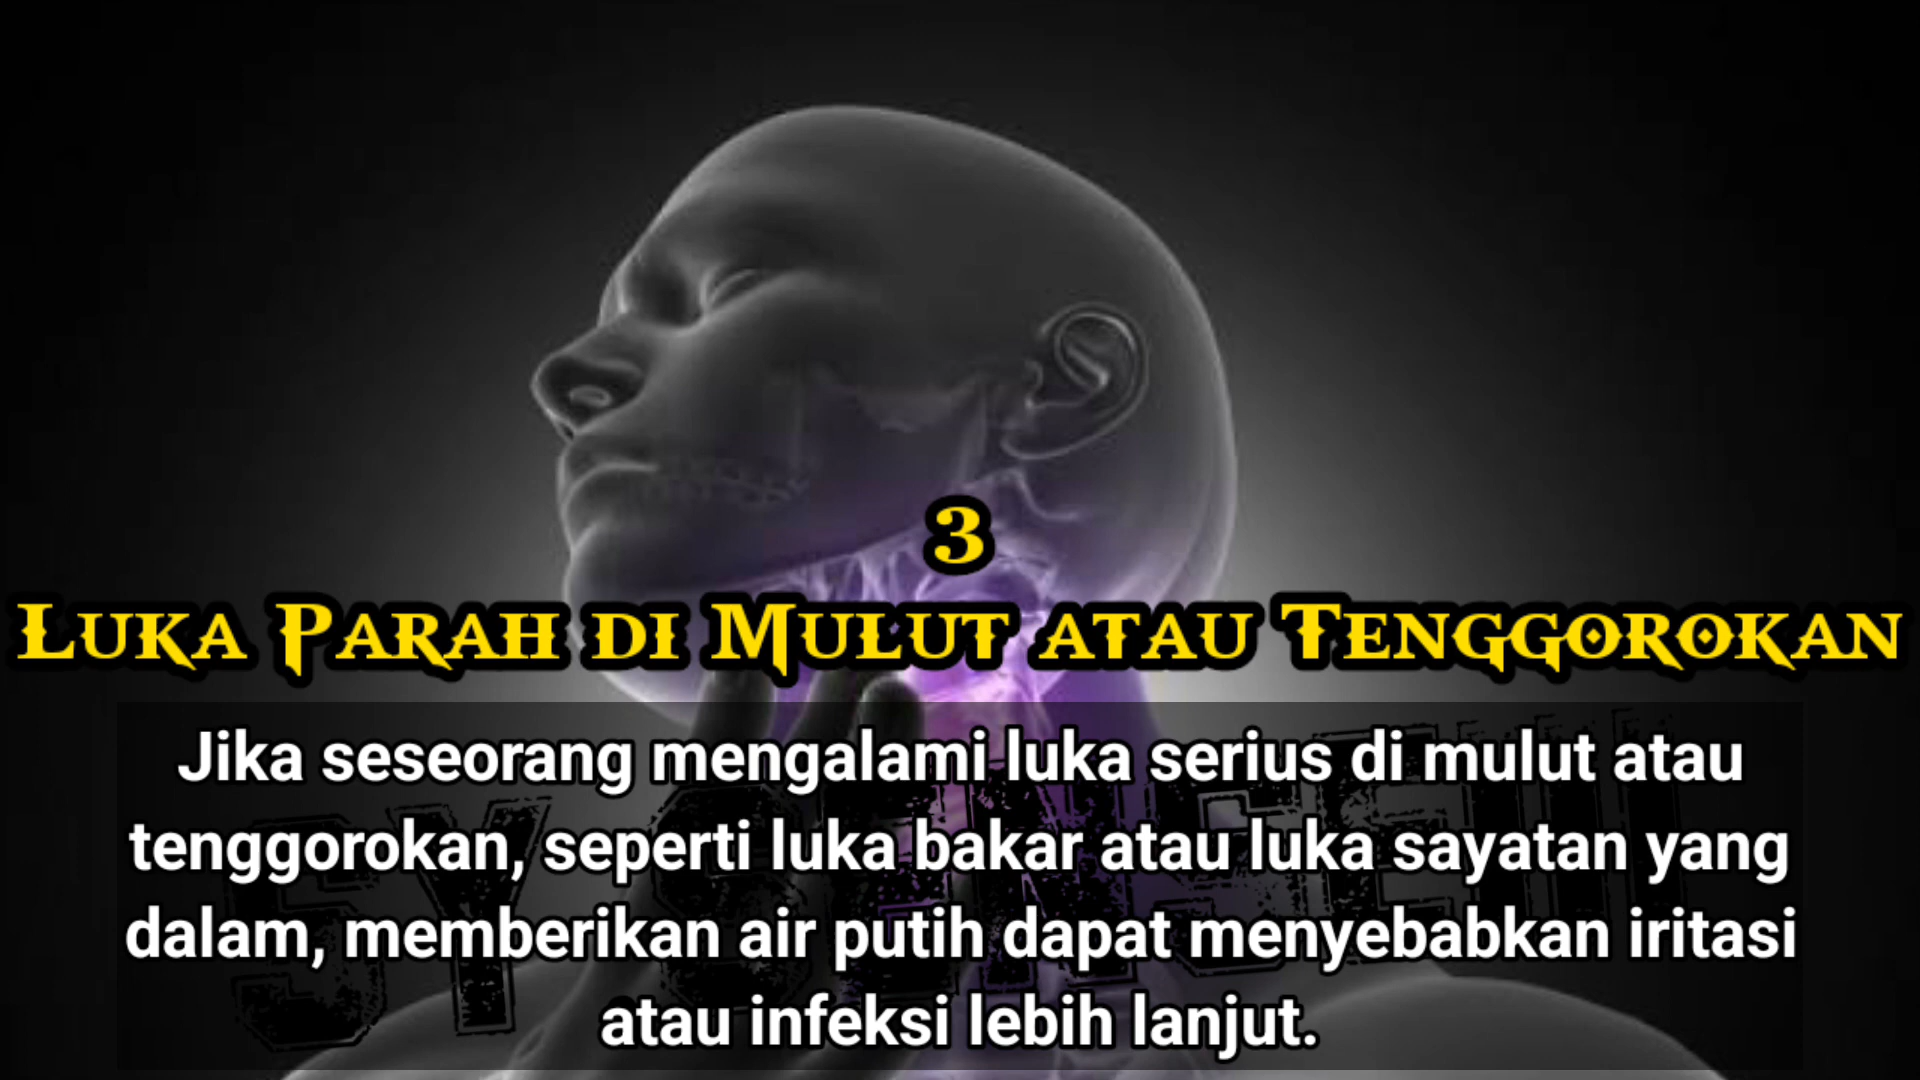 3
Luka Parah di Mulut atau Tenggorokan
Jika seseorang mengalami luka serius di mulut atau
tenggorokan, seperti luka bakar atau luka sayatan yang
dalam, memberikan air putih dapat menyebabkan iritasi
atau infeksi lebih lanjut.